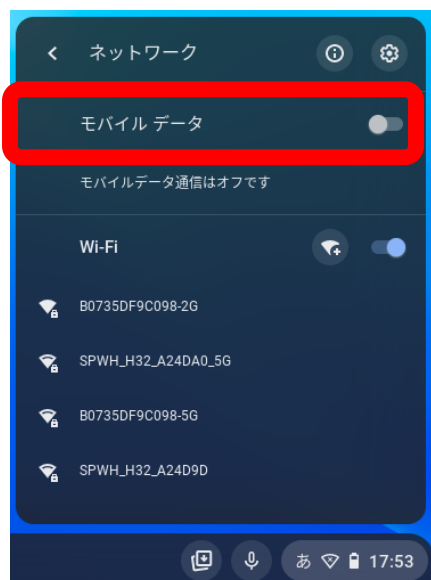 ネットワーク
モバイル データ
モバイルデータ通信はオフです
Wi-Fi
B0735DF9C098-2G
SPWH_H32_A24DA0_5G
B0735DF9C098-5G
SPWH_H32_A24D9D
あ 17:53